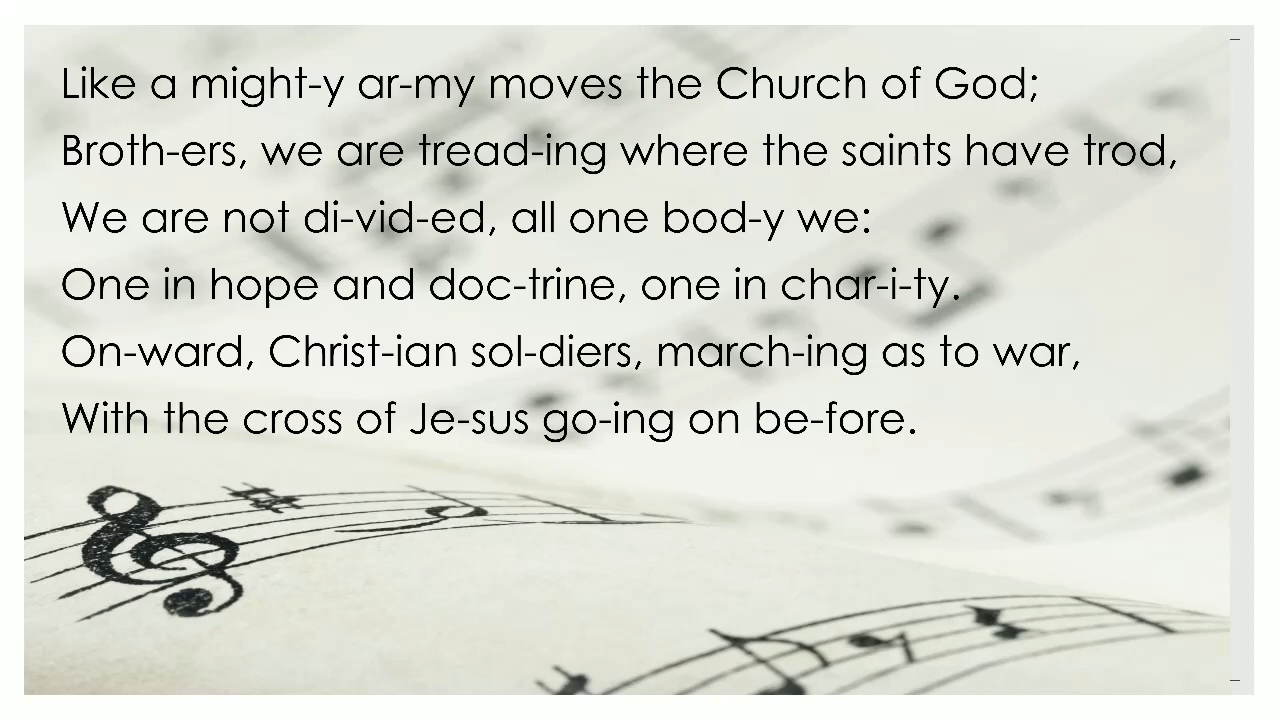 Like a might-y ar-my moves the Church of God;
Broth-ers, we are tread-ing where the saints have trod,
We are not di-vid-ed, all one bod-y we:
One in hope and doc-trine, one in char-i-ty.
On-ward, Christ-ian sol-diers, march-ing as to war,
With the cross of Je-sus go-ing on be-fore.